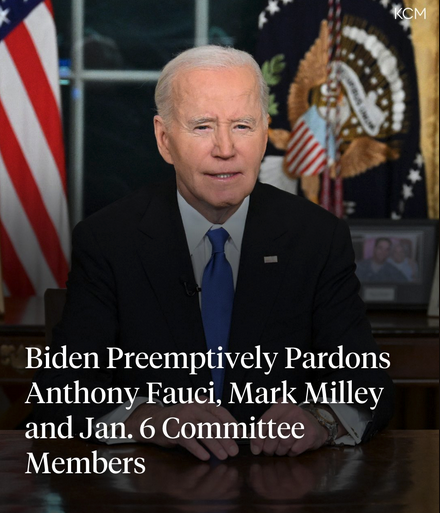 KCM
Biden Preemptively Pardons
Anthony Fauci, Mark Milley
and Jan. 6 Committee
Members